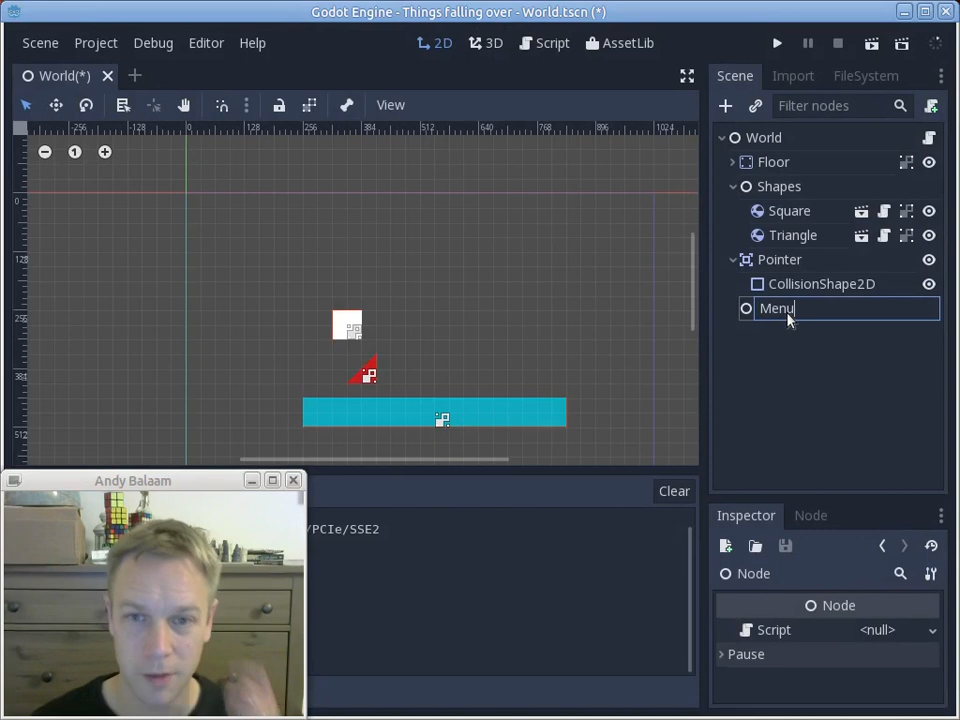 Godot Engine - Things falling over - World.tscn (*)
Scene Project Debug Editor Help
2D 3D Script AssetLib
World(*)
View
Scene Import FileSystem
Filter nodes
-256 -128 0 128 256 384 512 640 768 896 1024
0
128
256
384
512
1
World
Floor
Shapes
Square
Triangle
Pointer
CollisionShape2D
Menu
Andy Balaam
Clear
/PCIe/SSE2
Inspector Node
Node
Node
Script <null>
Pause